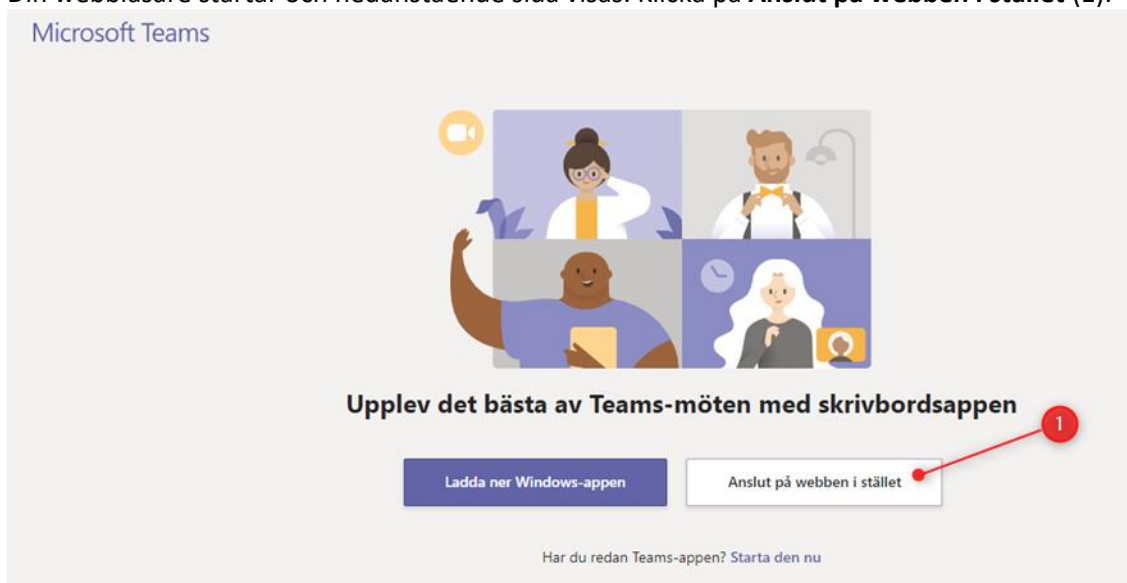 Din webbläsare startar och nedanstående sida visas. Klicka på Anslut på webben i stället (1).
Microsoft Teams
Upplev det bästa av Teams-möten med skrivbordsappen
1
Ladda ner Windows-appen
Anslut på webben i stället
Har du redan Teams-appen? Starta den nu